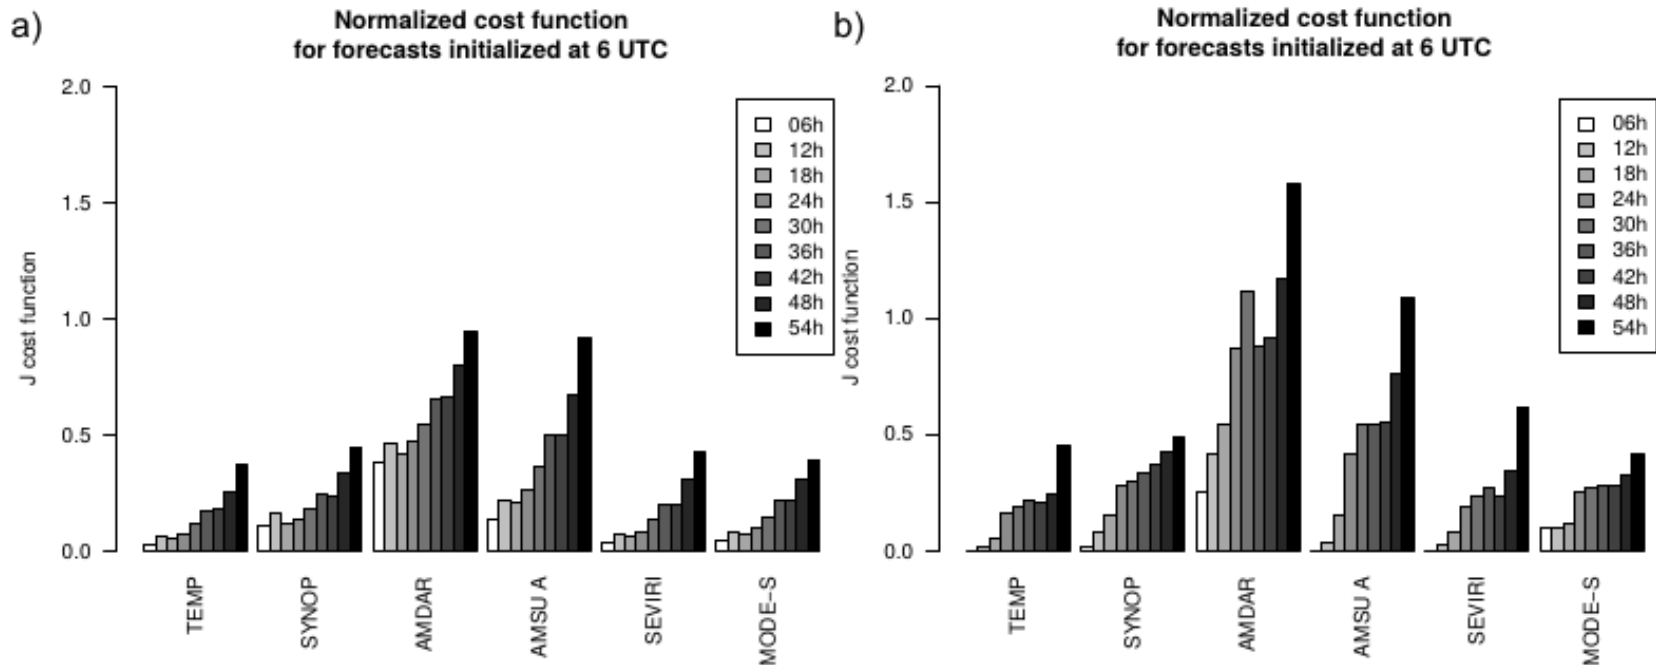 a)
Normalized cost function
for forecasts initialized at 6 UTC
J cost function
2.0
1.5
1.0
0.5
0.0
06h
12h
18h
24h
30h
36h
42h
48h
54h
TEMP
SYNOP
AMDAR
AMSU A
SEVIRI
MODE-S
b)
Normalized cost function
for forecasts initialized at 6 UTC
J cost function
2.0
1.5
1.0
0.5
0.0
06h
12h
18h
24h
30h
36h
42h
48h
54h
TEMP
SYNOP
AMDAR
AMSU A
SEVIRI
MODE-S